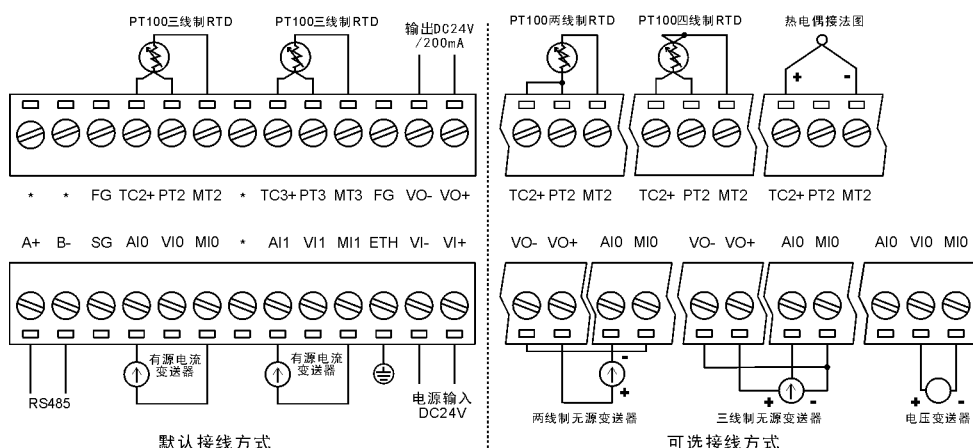 PT100三线制RTD
PT100三线制RTD
输出DC24V
/200mA
* * FG TC2+ PT2 MT2 * TC3+ PT3 MT3 FG VO- VO+
A+ B- SG AI0 VI0 MI0 * AI1 VI1 MI1 ETH VI- VI+
有源电流
变送器
有源电流
变送器
RS485
电源输入
DC24V
默认接线方式
PT100两线制RTD
PT100四线制RTD
热电偶接法图
+ -
TC2+ PT2 MT2
TC2+ PT2 MT2
TC2+ PT2 MT2
VO- VO+ AI0 MI0
VO- VO+ AI0 MI0
AI0 VI0 MI0
-
+
+ -
+ -
两线制无源变送器
三线制无源变送器
电压变送器
可选接线方式